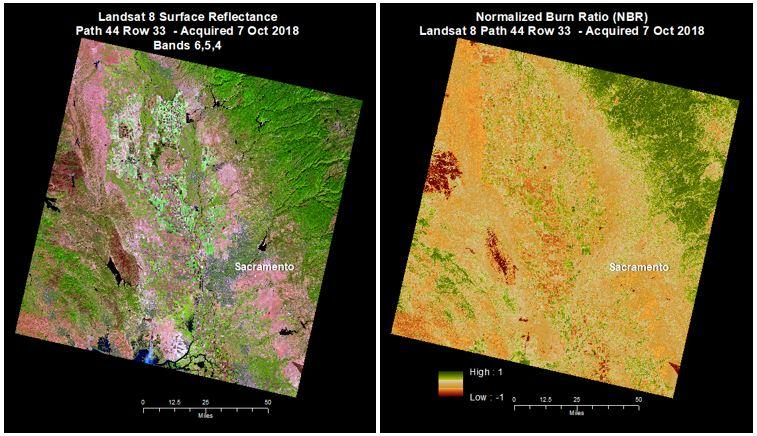 Landsat 8 Surface Reflectance
Path 44 Row 33 - Acquired 7 Oct 2018
Bands 6,5,4
Sacramento
0 12.5 25 50
Miles
Normalized Burn Ratio (NBR)
Landsat 8 Path 44 Row 33 - Acquired 7 Oct 2018
Sacramento
High : 1
Low : -1
0 12.5 25 50
Miles